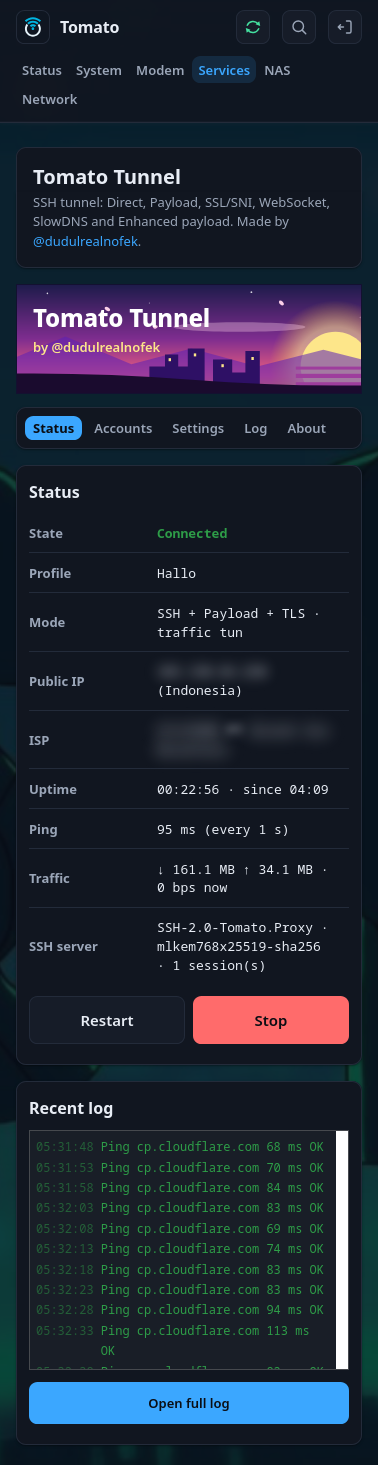 Tomato
Status System Modem Services NAS
Network
Tomato Tunnel
SSH tunnel: Direct, Payload, SSL/SNI, WebSocket,
SlowDNS and Enhanced payload. Made by
@dudulrealnofek.
Tomato Tunnel
by @dudulrealnofek
Status Accounts Settings Log About
Status
State Connected
Profile Hallo
Mode SSH + Payload + TLS ·
traffic tun
Public IP
(Indonesia)
ISP
Uptime 00:22:56 · since 04:09
Ping 95 ms (every 1 s)
Traffic ↓ 161.1 MB ↑ 34.1 MB ·
0 bps now
SSH server SSH-2.0-Tomato.Proxy ·
mlkem768x25519-sha256
· 1 session(s)
Restart Stop
Recent log
05:31:48 Ping cp.cloudflare.com 68 ms OK
05:31:53 Ping cp.cloudflare.com 70 ms OK
05:31:58 Ping cp.cloudflare.com 84 ms OK
05:32:03 Ping cp.cloudflare.com 83 ms OK
05:32:08 Ping cp.cloudflare.com 69 ms OK
05:32:13 Ping cp.cloudflare.com 74 ms OK
05:32:18 Ping cp.cloudflare.com 83 ms OK
05:32:23 Ping cp.cloudflare.com 83 ms OK
05:32:28 Ping cp.cloudflare.com 94 ms OK
05:32:33 Ping cp.cloudflare.com 113 ms
OK
Open full log